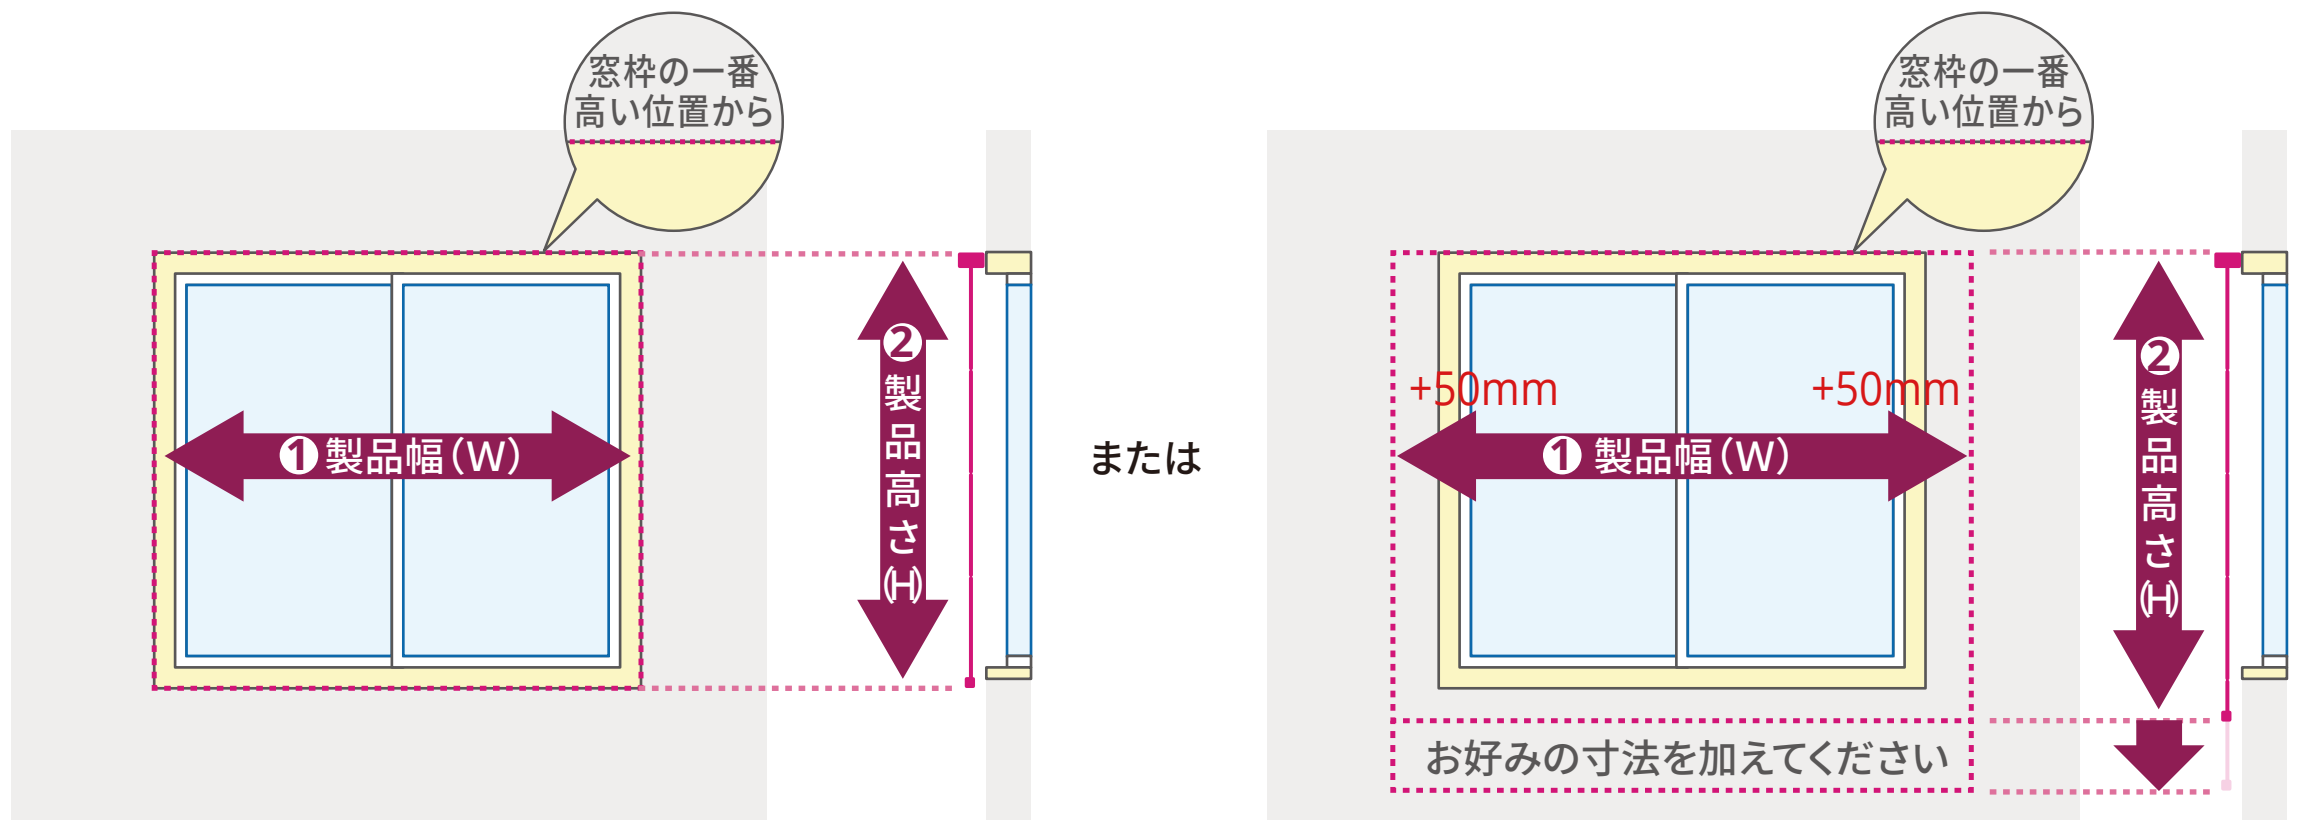 窓枠の一番
高い位置から
❶製品幅(W)
❷製品高さ(H)
または
窓枠の一番
高い位置から
+50mm
+50mm
❶製品幅(W)
❷製品高さ(H)
お好みの寸法を加えてください